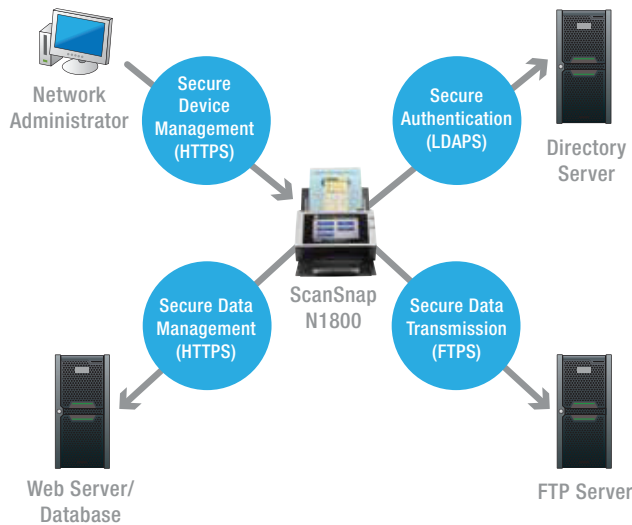 Network
Administrator
Secure
Device
Management
(HTTPS)
Secure
Authentication
(LDAPS)
Directory
Server
ScanSnap
N1800
Secure Data
Management
(HTTPS)
Secure Data
Transmission
(FTPS)
Web Server/
Database
FTP Server